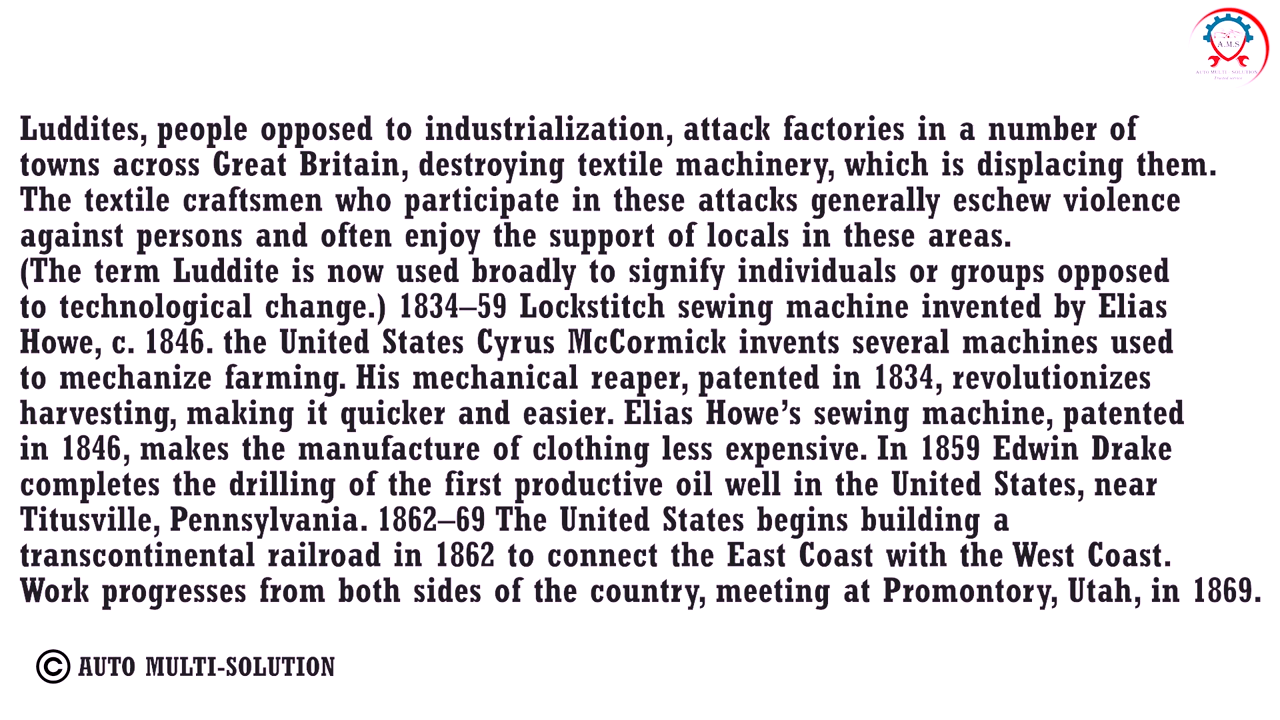 A.M.S
AUTO MULTI - SOLUTION
Luddites, people opposed to industrialization, attack factories in a number of
towns across Great Britain, destroying textile machinery, which is displacing them.
The textile craftsmen who participate in these attacks generally eschew violence
against persons and often enjoy the support of locals in these areas.
(The term Luddite is now used broadly to signify individuals or groups opposed
to technological change.) 1834–59 Lockstitch sewing machine invented by Elias
Howe, c. 1846. the United States Cyrus McCormick invents several machines used
to mechanize farming. His mechanical reaper, patented in 1834, revolutionizes
harvesting, making it quicker and easier. Elias Howe’s sewing machine, patented
in 1846, makes the manufacture of clothing less expensive. In 1859 Edwin Drake
completes the drilling of the first productive oil well in the United States, near
Titusville, Pennsylvania. 1862–69 The United States begins building a
transcontinental railroad in 1862 to connect the East Coast with the West Coast.
Work progresses from both sides of the country, meeting at Promontory, Utah, in 1869.
© AUTO MULTI-SOLUTION